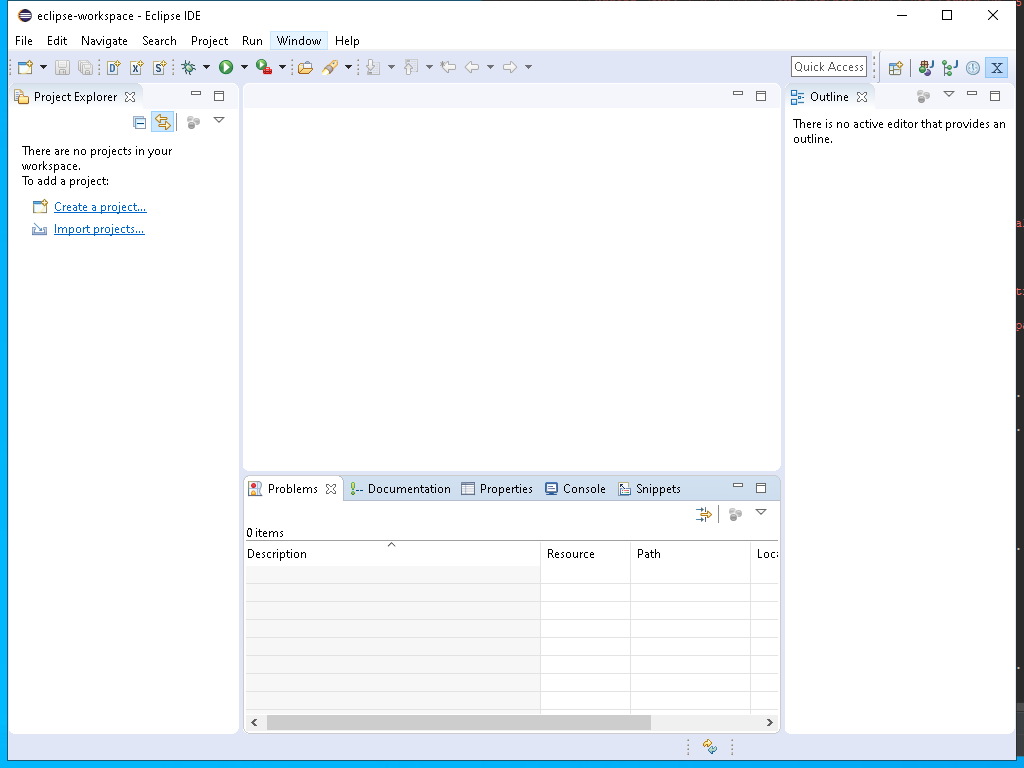 eclipse-workspace - Eclipse IDE
File Edit Navigate Search Project Run Window Help
Quick Access
Project Explorer
There are no projects in your
workspace.
To add a project:
Create a project...
Import projects...
Outline
There is no active editor that provides an
outline.
Problems Documentation Properties Console Snippets
0 items
Description Resource Path